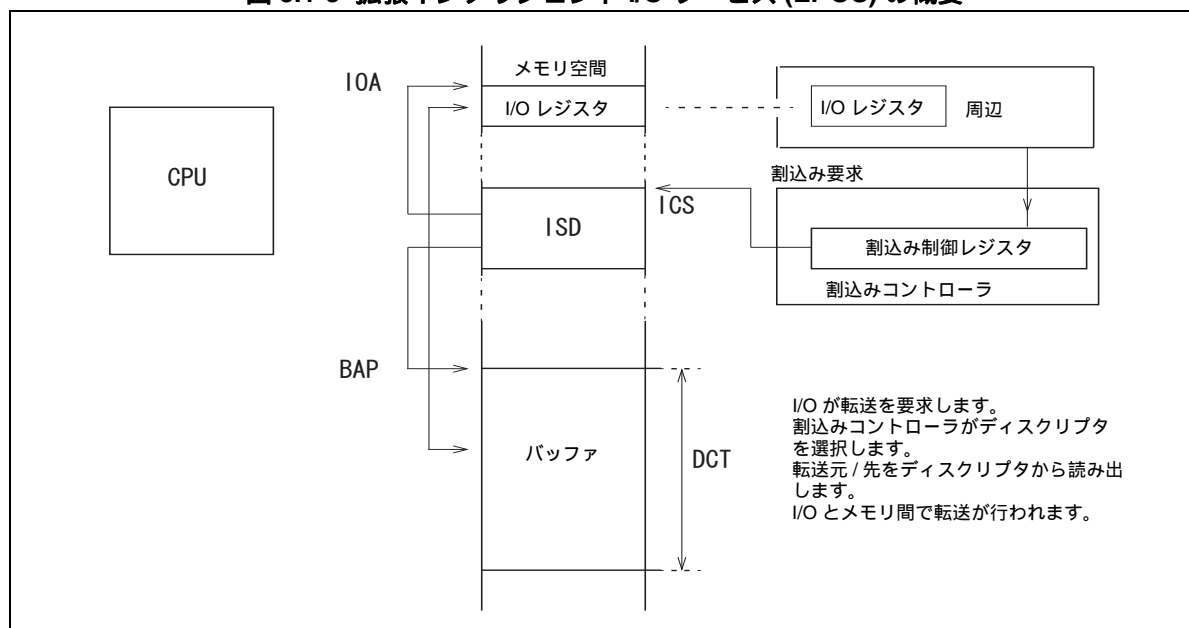 メモリ空間
IOA
I/O レジスタ
I/O レジスタ
周辺
CPU
割込み要求
ICS
ISD
割込み制御レジスタ
割込みコントローラ
BAP
バッファ
DCT
I/O が転送を要求します。
割込みコントローラがディスクリプタ
を選択します。
転送元 / 先をディスクリプタから読み出
します。
I/O とメモリ間で転送が行われます。